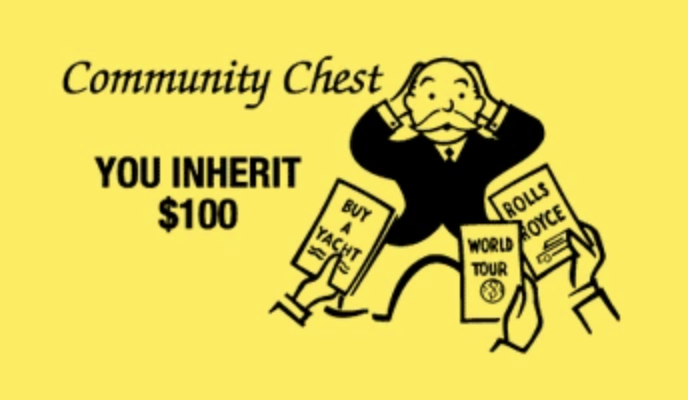 Community Chest
YOU INHERIT
$100
BUY
A
YACHT
WORLD
TOUR
ROLLS
ROYCE